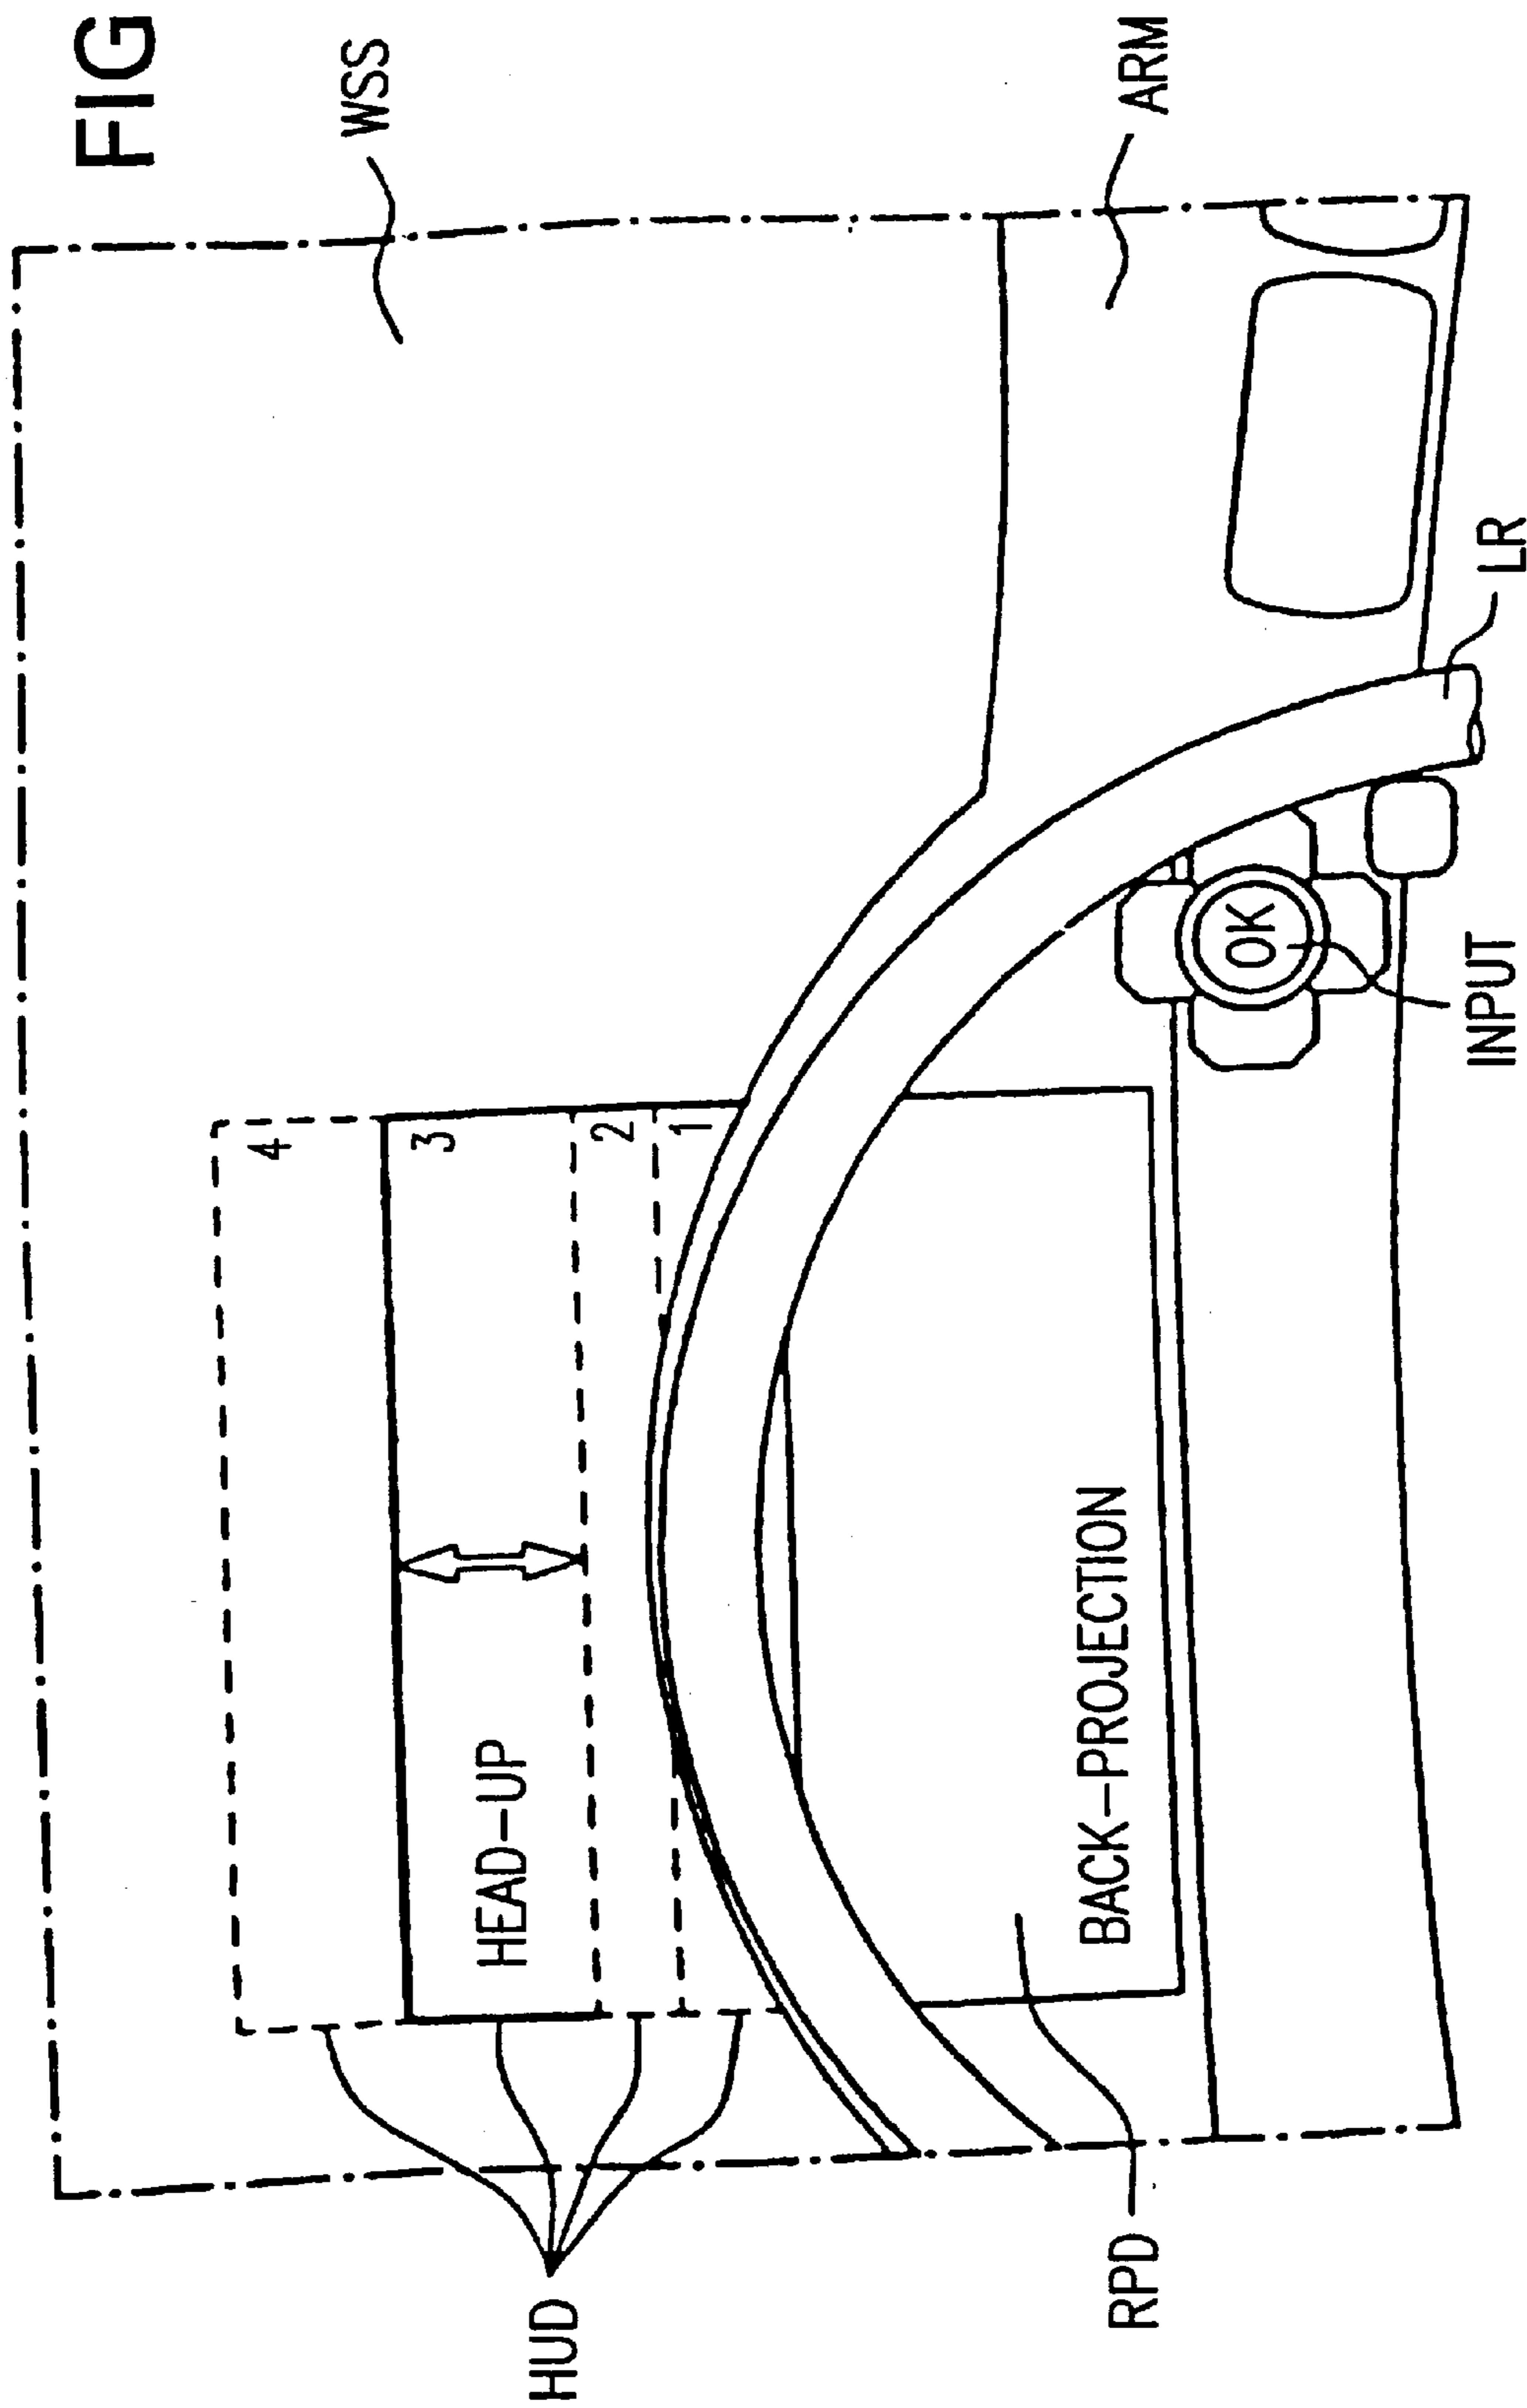 FIG
WSS
4
3
2
1
HEAD-UP
HUD
ARM
BACK-PROJECTION
OK
RPD
INPUT
LR